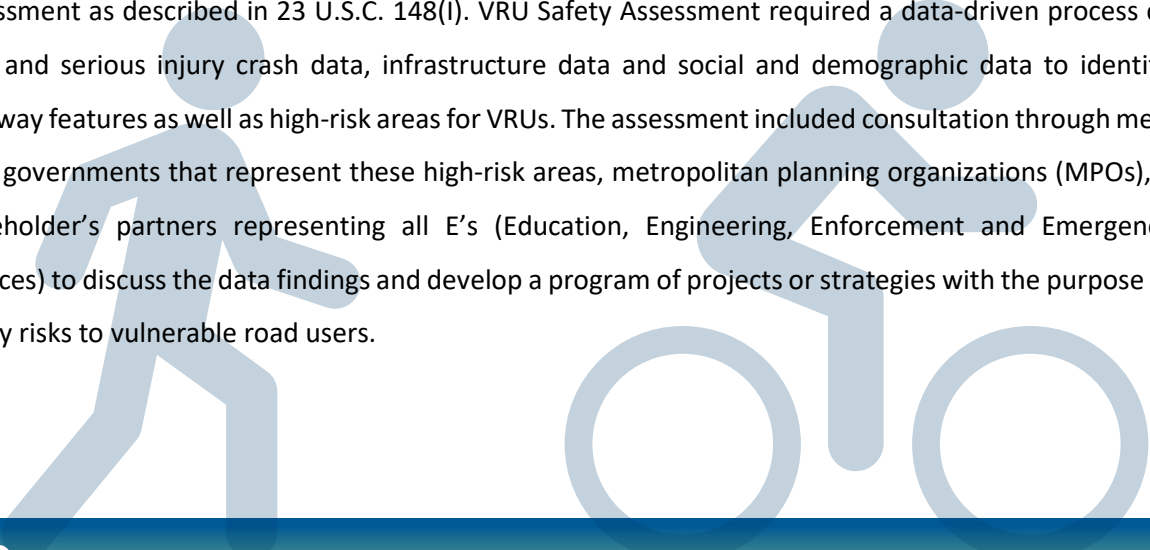 ssment as described in 23 U.S.C. 148(I). VRU Safety Assessment required a data-driven process
and serious injury crash data, infrastructure data and social and demographic data to identi
way features as well as high-risk areas for VRUs. The assessment included consultation through me
governments that represent these high-risk areas, metropolitan planning organizations (MPOs),
eholder's partners representing all E's (Education, Engineering, Enforcement and Emergen
ces) to discuss the data findings and develop a program of projects or strategies with the purpose
y risks to vulnerable road users.